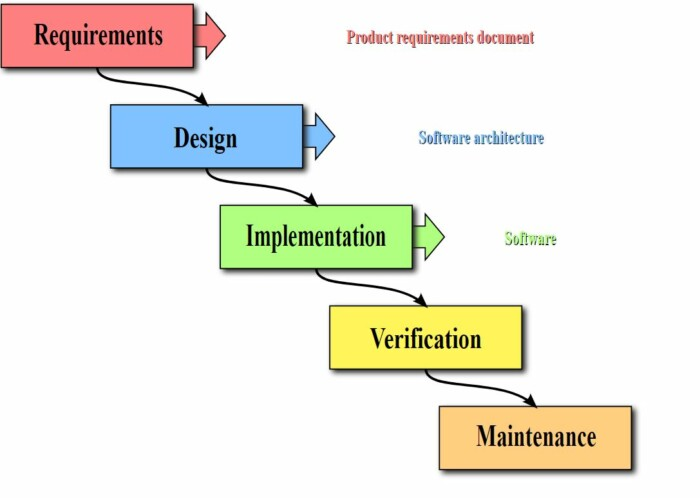 Requirements
Product requirements document
Design
Software architecture
Implementation
Software
Verification
Maintenance